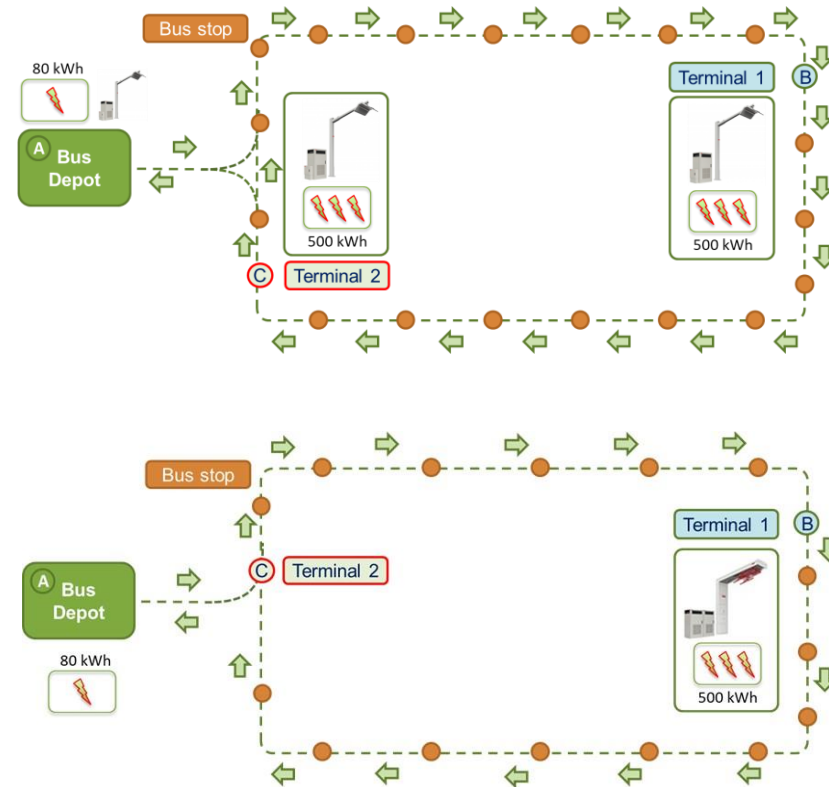 Bus stop
80 kWh
Terminal 1
B
A
Bus
Depot
500 kWh
500 kWh
C
Terminal 2
Bus stop
Terminal 1
B
A
Bus
Depot
C
Terminal 2
80 kWh
500 kWh